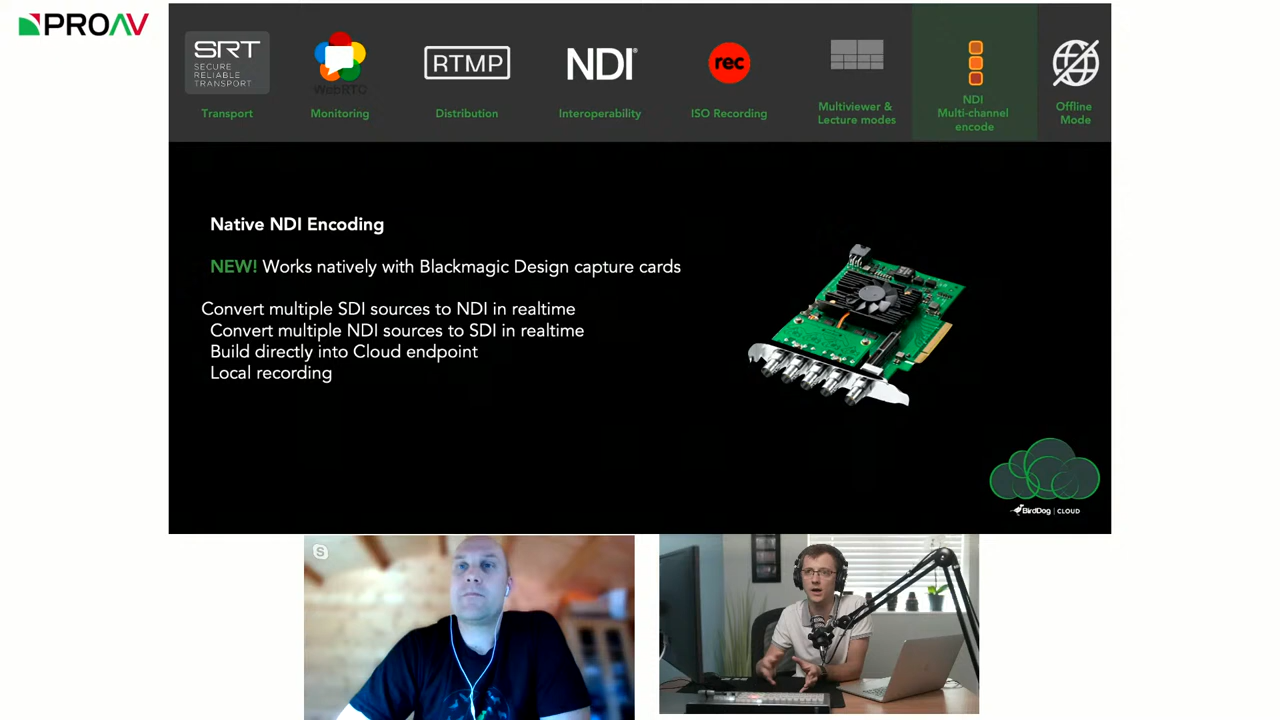 PROAV
SRT
SECURE
RELIABLE
TRANSPORT
Transport
WebRTC
Monitoring
RTMP
Distribution
NDI®
Interoperability
rec
ISO Recording
Multiviewer &
Lecture modes
NDI
Multi-channel
encode
Offline
Mode
Native NDI Encoding
NEW! Works natively with Blackmagic Design capture cards
Convert multiple SDI sources to NDI in realtime
Convert multiple NDI sources to SDI in realtime
Build directly into Cloud endpoint
Local recording
BirdDog | CLOUD
S